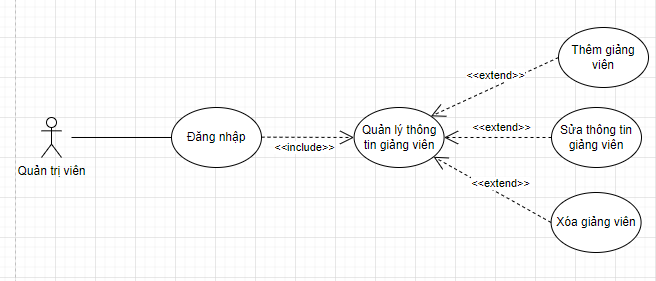 Thêm giảng
viên
<<extend>>
Đăng nhập
<<include>>
Quản lý thông
tin giảng viên
<<extend>>
Sửa thông tin
giảng viên
Quản trị viên
<<extend>>
Xóa giảng viên